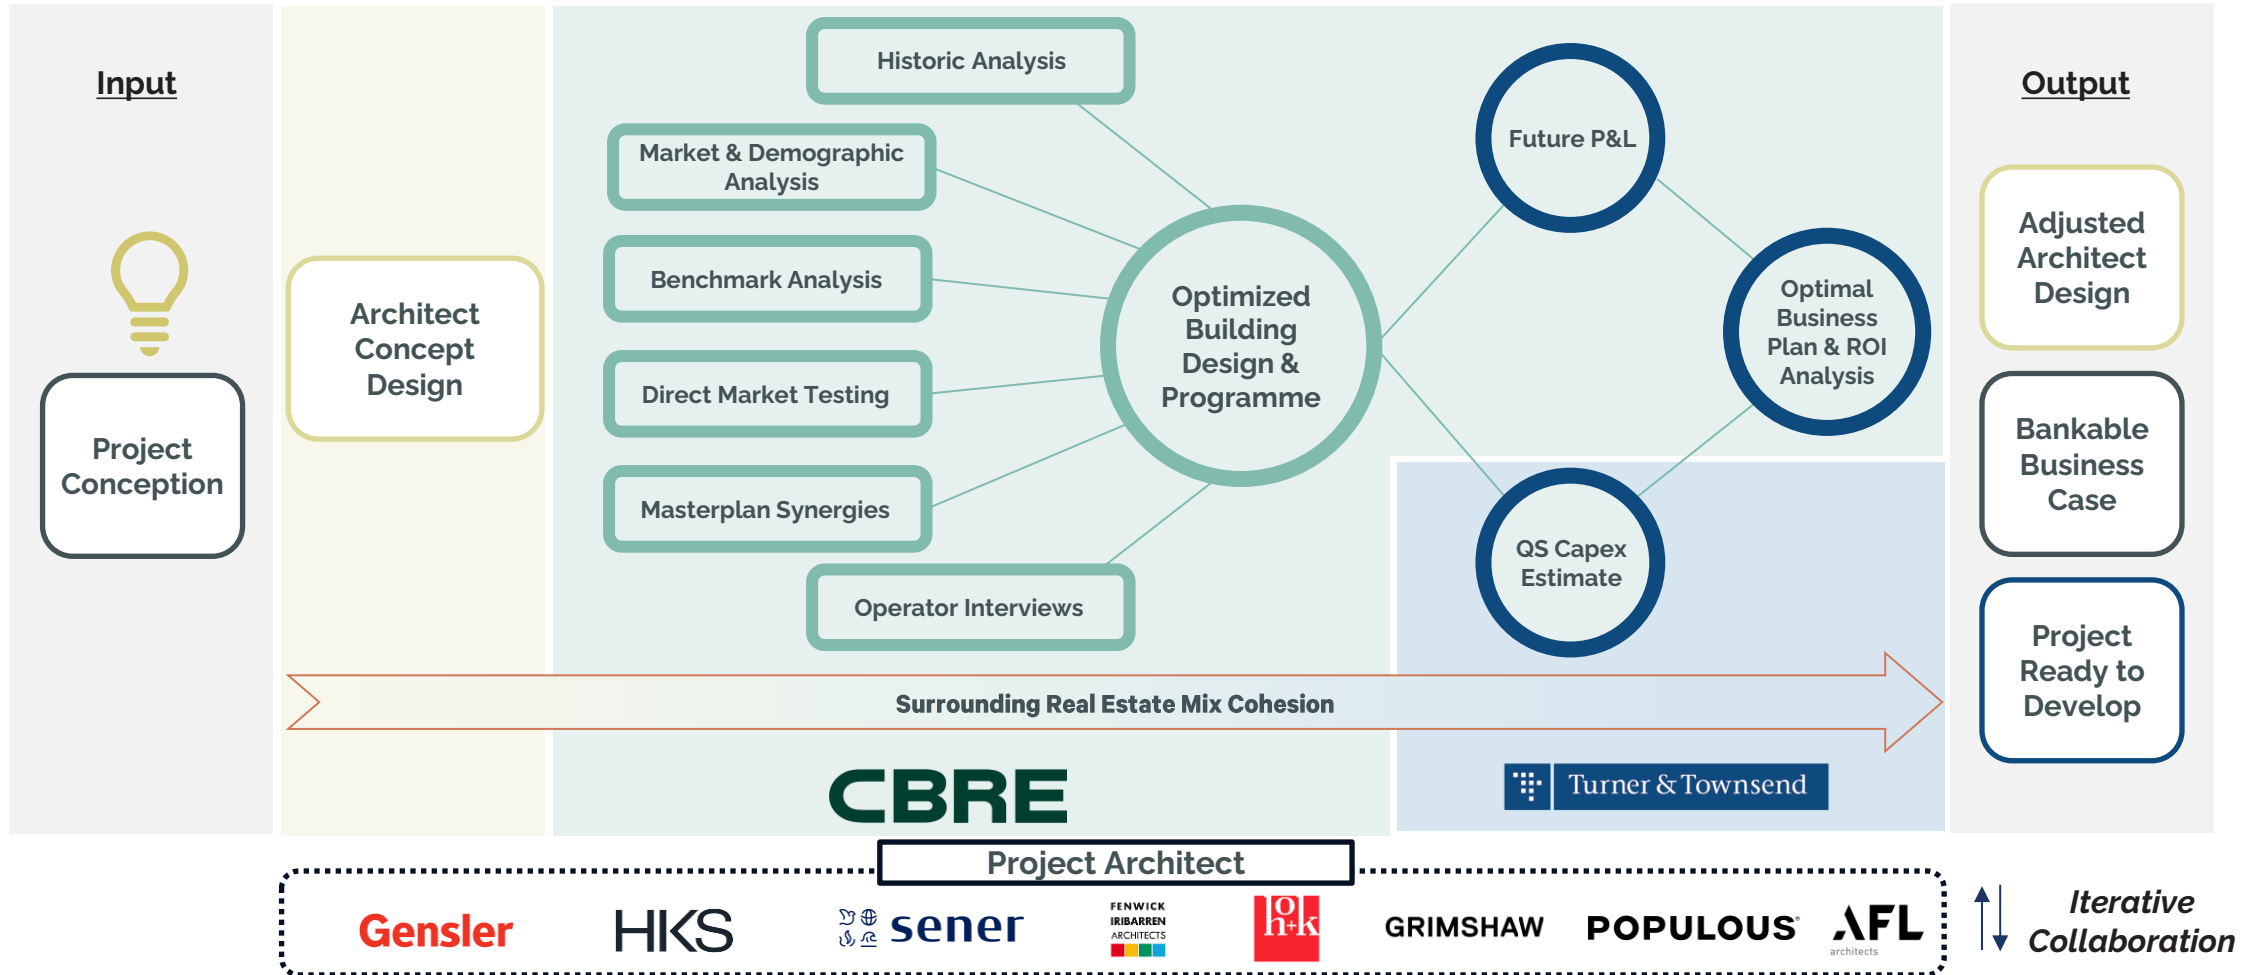 Input
Project
Conception
Architect
Concept
Design
Historic Analysis
Market & Demographic
Analysis
Benchmark Analysis
Direct Market Testing
Masterplan Synergies
Operator Interviews
Optimized
Building
Design &
Programme
Future P&L
Optimal
Business
Plan & ROI
Analysis
QS Capex
Estimate
Output
Adjusted
Architect
Design
Bankable
Business
Case
Project
Ready to
Develop
Surrounding Real Estate Mix Cohesion
CBRE
Turner & Townsend
Project Architect
Gensler
HKS
sener
FENWICK
IRIBARREN
ARCHITECTS
hok
GRIMSHAW
POPULOUS®
AFL
architects
Iterative
Collaboration